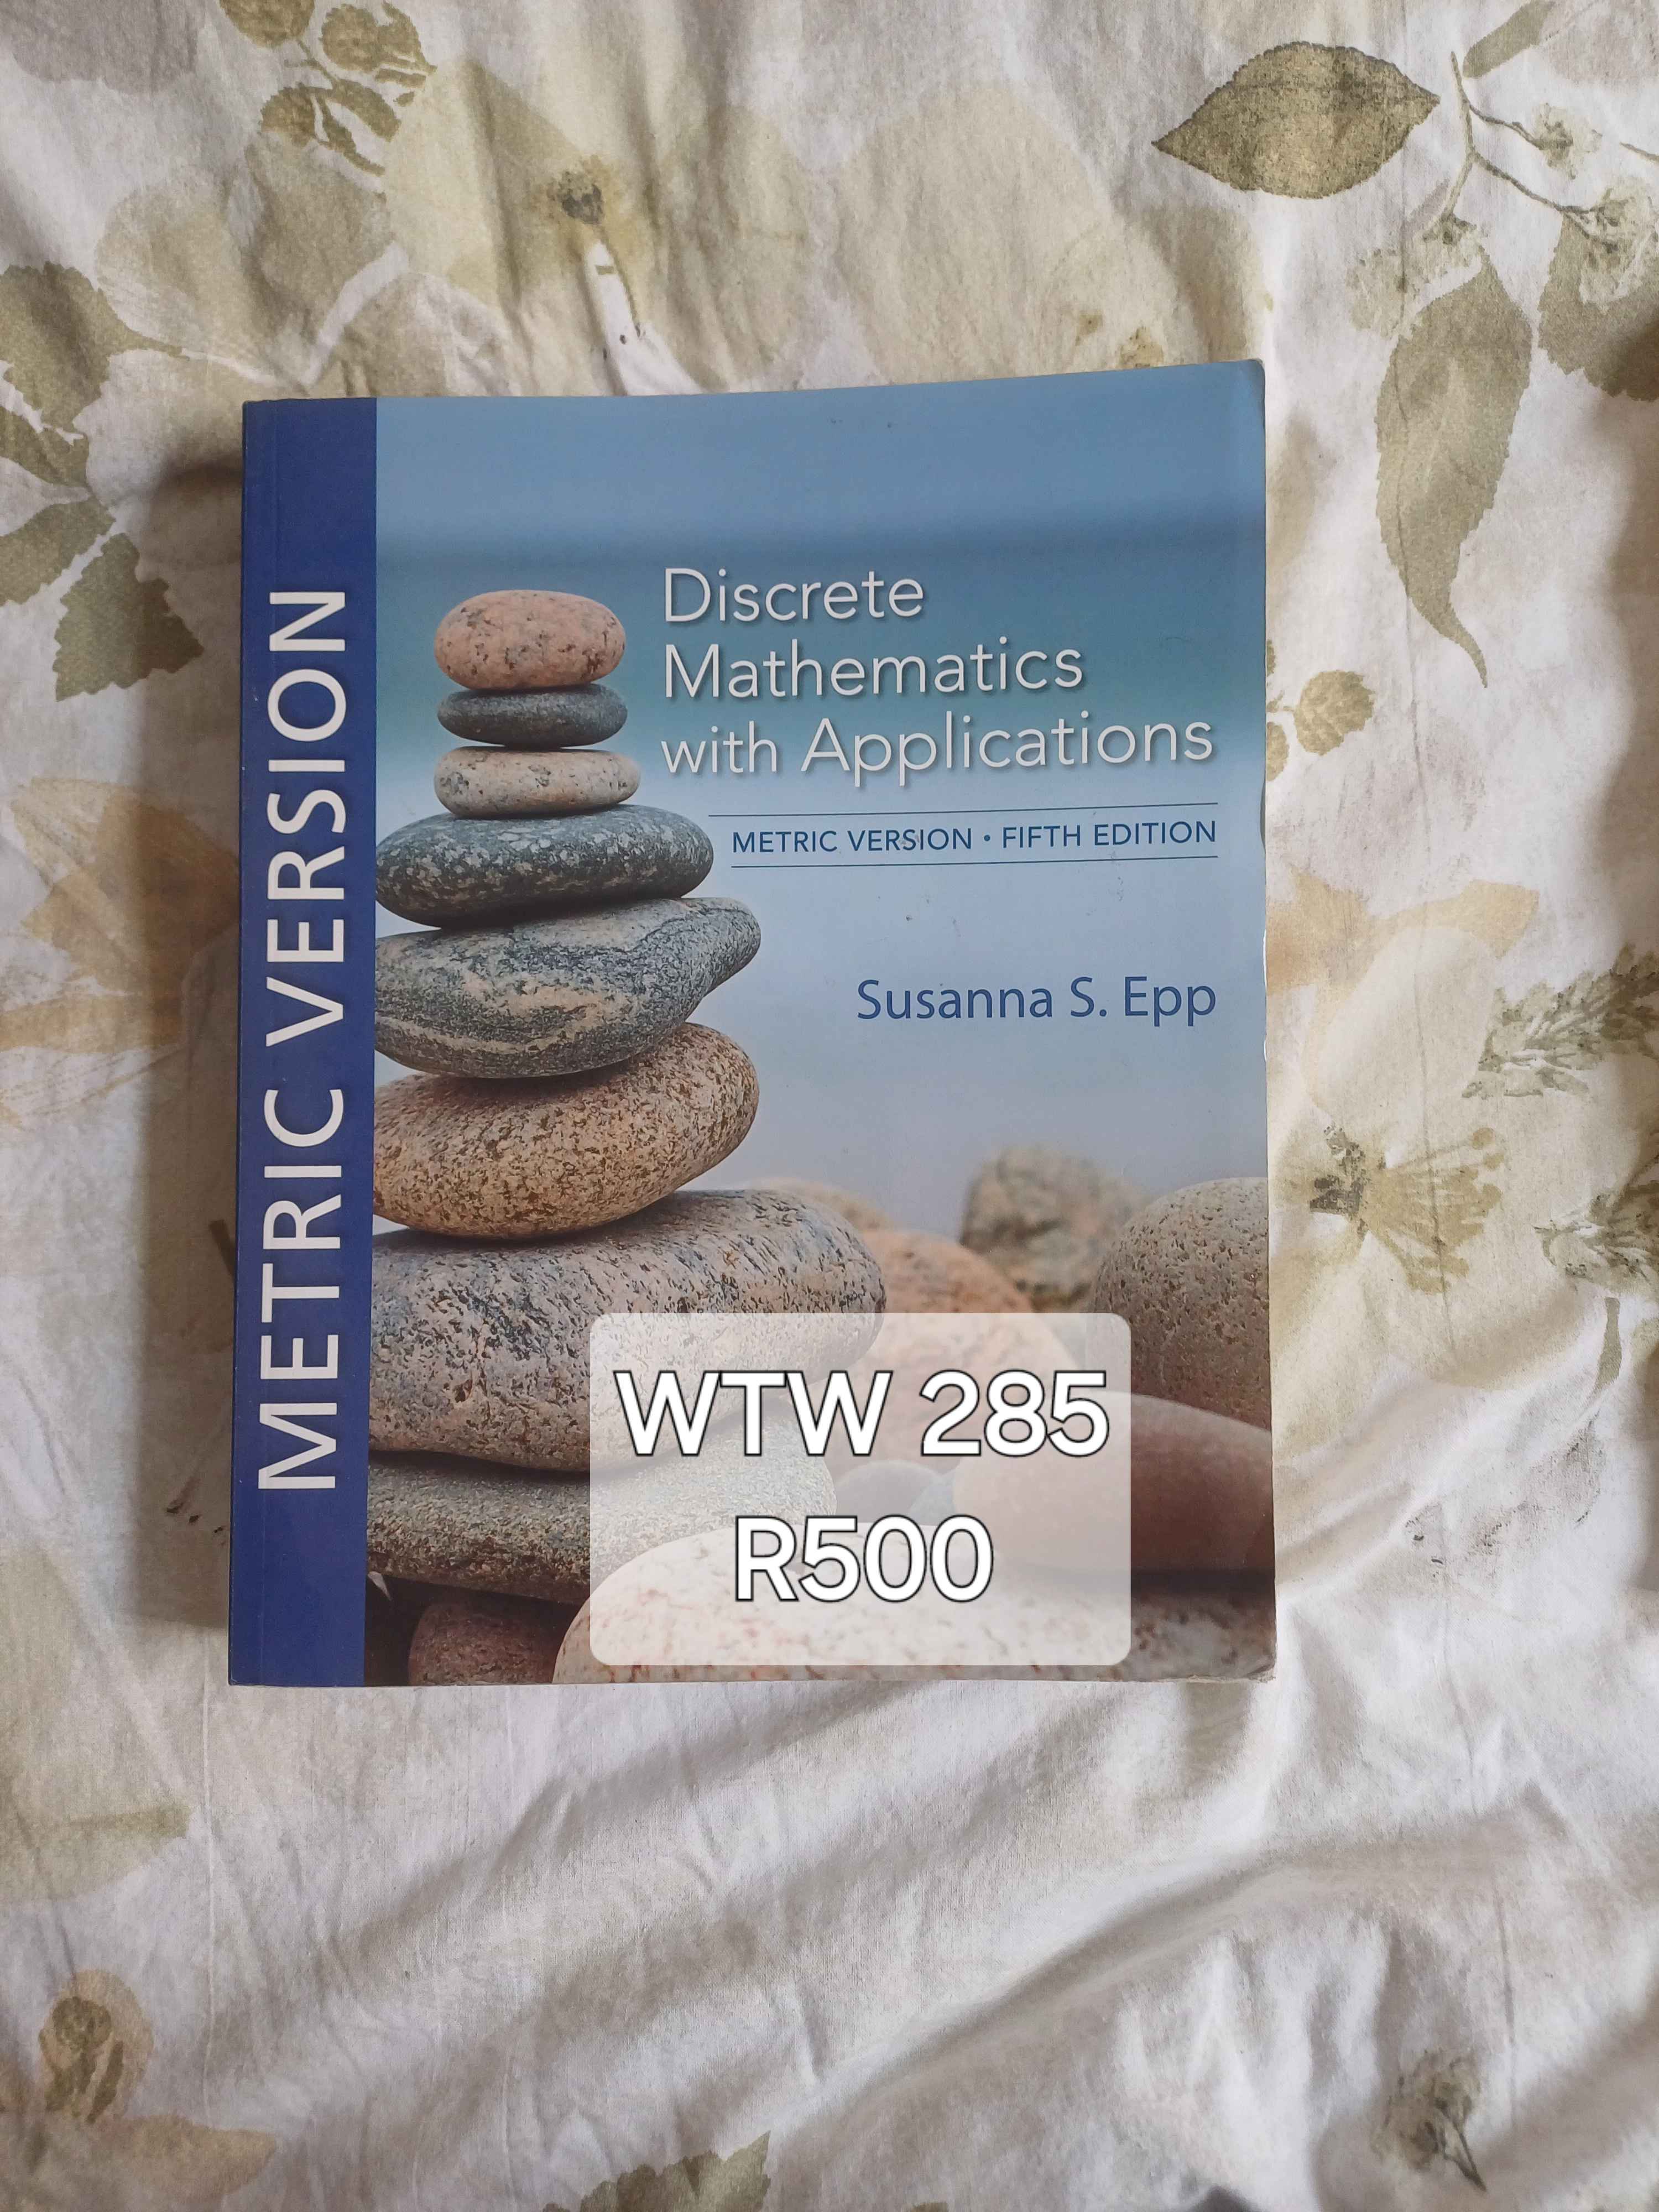 METRIC VERSION
Discrete
Mathematics
with Applications
METRIC VERSION • FIFTH EDITION
Susanna S. Epp
WTW 285
R500